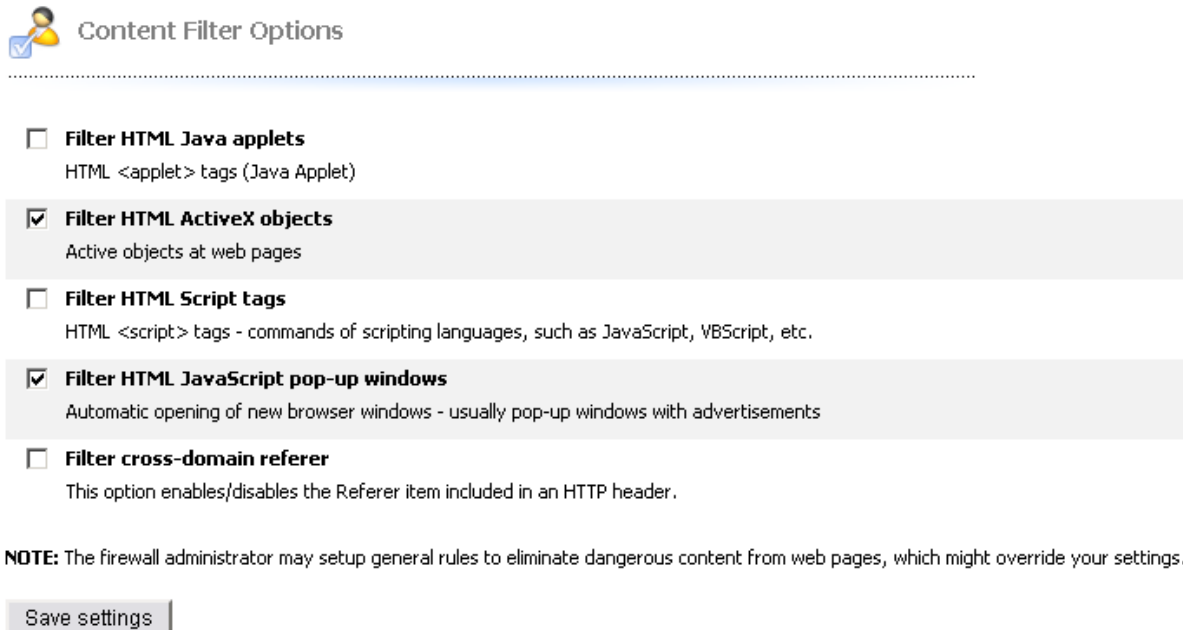 Content Filter Options
Filter HTML Java applets
HTML <applet> tags (Java Applet)
Filter HTML ActiveX objects
Active objects at web pages
Filter HTML Script tags
HTML <script> tags - commands of scripting languages, such as JavaScript, VBScript, etc.
Filter HTML JavaScript pop-up windows
Automatic opening of new browser windows - usually pop-up windows with advertisements
Filter cross-domain referer
This option enables/disables the Referer item included in an HTTP header.
NOTE: The firewall administrator may setup general rules to eliminate dangerous content from web pages, which might override your settings.
Save settings